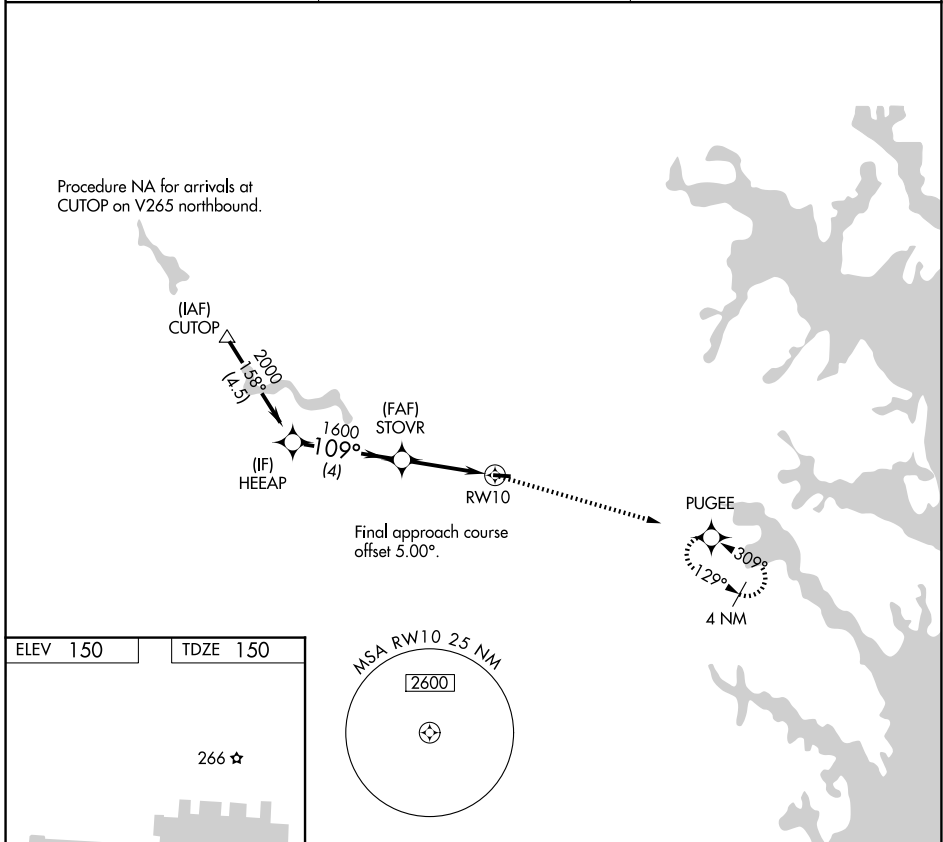 Procedure NA for arrivals at
CUTOP on V265 northbound.
(IAF)
CUTOP
2000
158°
(4.5)
(IF)
HEEAP
1600
109°
(4)
(FAF)
STOVR
RW10
Final approach course
offset 5.00°.
PUGEE
309°
129°
4 NM
MSA RW10 25 NM
2600
ELEV 150
TDZE 150
266